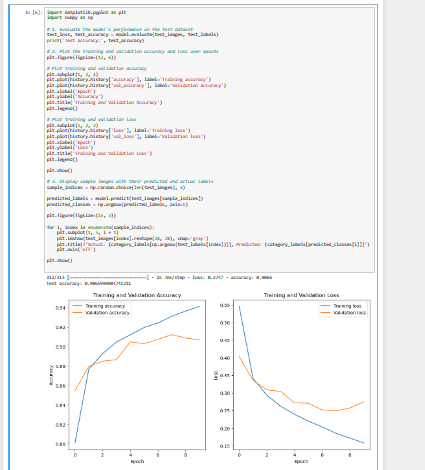 In [6]:
import matplotlib.pyplot as plt
import numpy as np
# 1. Evaluate the model's performance on the test dataset
test_loss, test_accuracy = model.evaluate(test_images, test_labels)
print('Test accuracy:', test_accuracy)
# 2. Plot the training and validation accuracy and loss over epochs
plt.figure(figsize=(12, 6))
# Plot training and validation accuracy
plt.subplot(1, 2, 1)
plt.plot(history.history['accuracy'], label='Training accuracy')
plt.plot(history.history['val_accuracy'], label='Validation accuracy')
plt.xlabel('Epoch')
plt.ylabel('Accuracy')
plt.title('Training and Validation Accuracy')
plt.legend()
# Plot training and validation loss
plt.subplot(1, 2, 2)
plt.plot(history.history['loss'], label='Training loss')
plt.plot(history.history['val_loss'], label='Validation loss')
plt.xlabel('Epoch')
plt.ylabel('Loss')
plt.title('Training and Validation Loss')
plt.legend()
plt.show()
# 3. Display sample images with their predicted and actual labels
sample_indices = np.random.choice(len(test_images), 5)
predicted_labels = model.predict(test_images[sample_indices])
predicted_classes = np.argmax(predicted_labels, axis=1)
plt.figure(figsize=(15, 3))
for i, index in enumerate(sample_indices):
plt.subplot(1, 5, i + 1)
plt.imshow(test_images[index].reshape(28, 28), cmap='gray')
plt.title(f"Actual: {category_labels[np.argmax(test_labels[index])]}, Predicted: {category_labels[predicted_classes[i]]}")
plt.axis('off')
plt.show()
313/313 [==============================] - 2s 7ms/step - loss: 0.2747 - accuracy: 0.9066
Test accuracy:
Training and Validation Accuracy
Training accuracy
Validation accuracy
0.94
0.92
0.90
0.88
0.86
0.84
0.82
0.80
Accuracy
0 2 4 6 8
Epoch
Training and Validation Loss
Training loss
Validation loss
0.55
0.50
0.45
0.40
0.35
0.30
0.25
0.20
0.15
Loss
0 2 4 6 8
Epoch